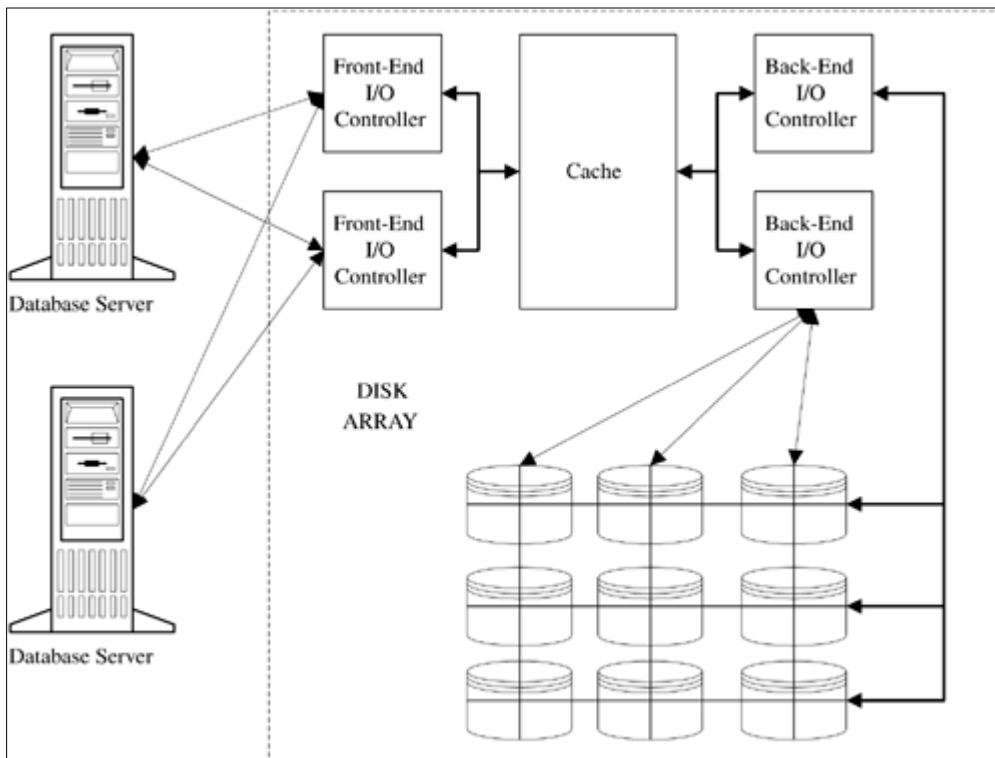 Front-End
I/O
Controller
Back-End
I/O
Controller
Cache
Front-End
I/O
Controller
Back-End
I/O
Controller
Database Server
DISK
ARRAY
Database Server